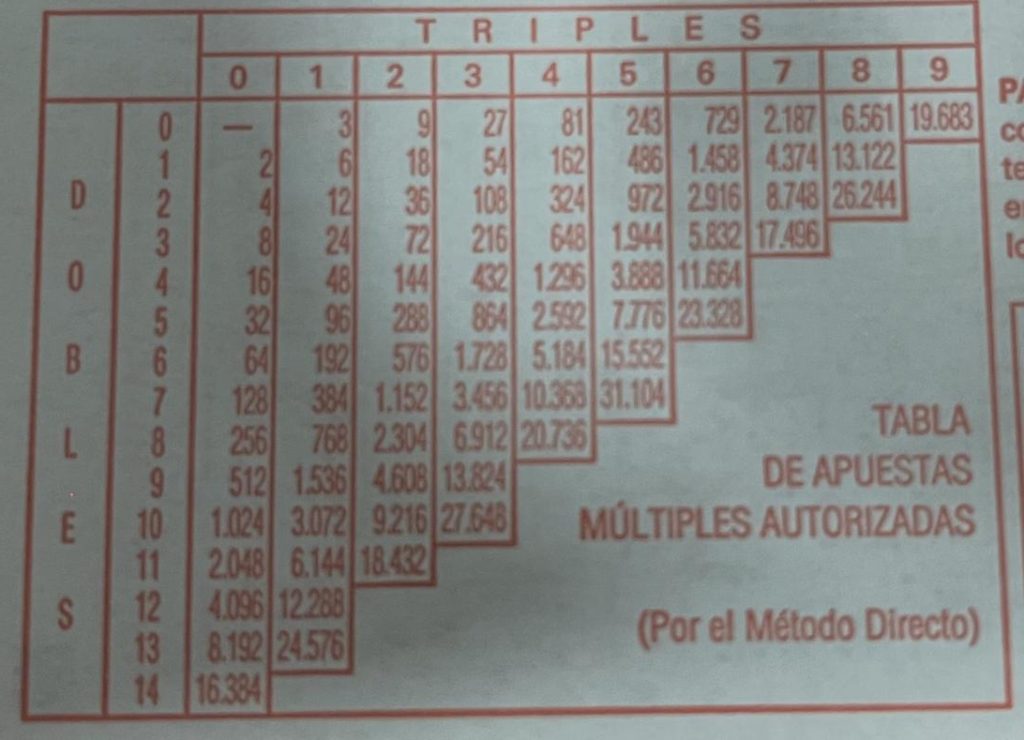 TRIPLES
0 1 2 3 4 5 6 7 8 9
DOBLES
0 — 3 9 27 81 243 729 2.187 6.561 19.683
1 2 6 18 54 162 486 1.458 4.374 13.122
2 4 12 36 108 324 972 2.916 8.748 26.244
3 8 24 72 216 648 1.944 5.832 17.496
4 16 48 144 432 1.296 3.888 11.664
5 32 96 288 864 2.592 7.776 23.328
6 64 192 576 1.728 5.184 15.552
7 128 384 1.152 3.456 10.368 31.104
8 256 768 2.304 6.912 20.736
9 512 1.536 4.608 13.824
10 1.024 3.072 9.216 27.648
11 2.048 6.144 18.432
12 4.096 12.288
13 8.192 24.576
14 16.384
TABLA
DE APUESTAS
MÚLTIPLES AUTORIZADAS
(Por el Método Directo)